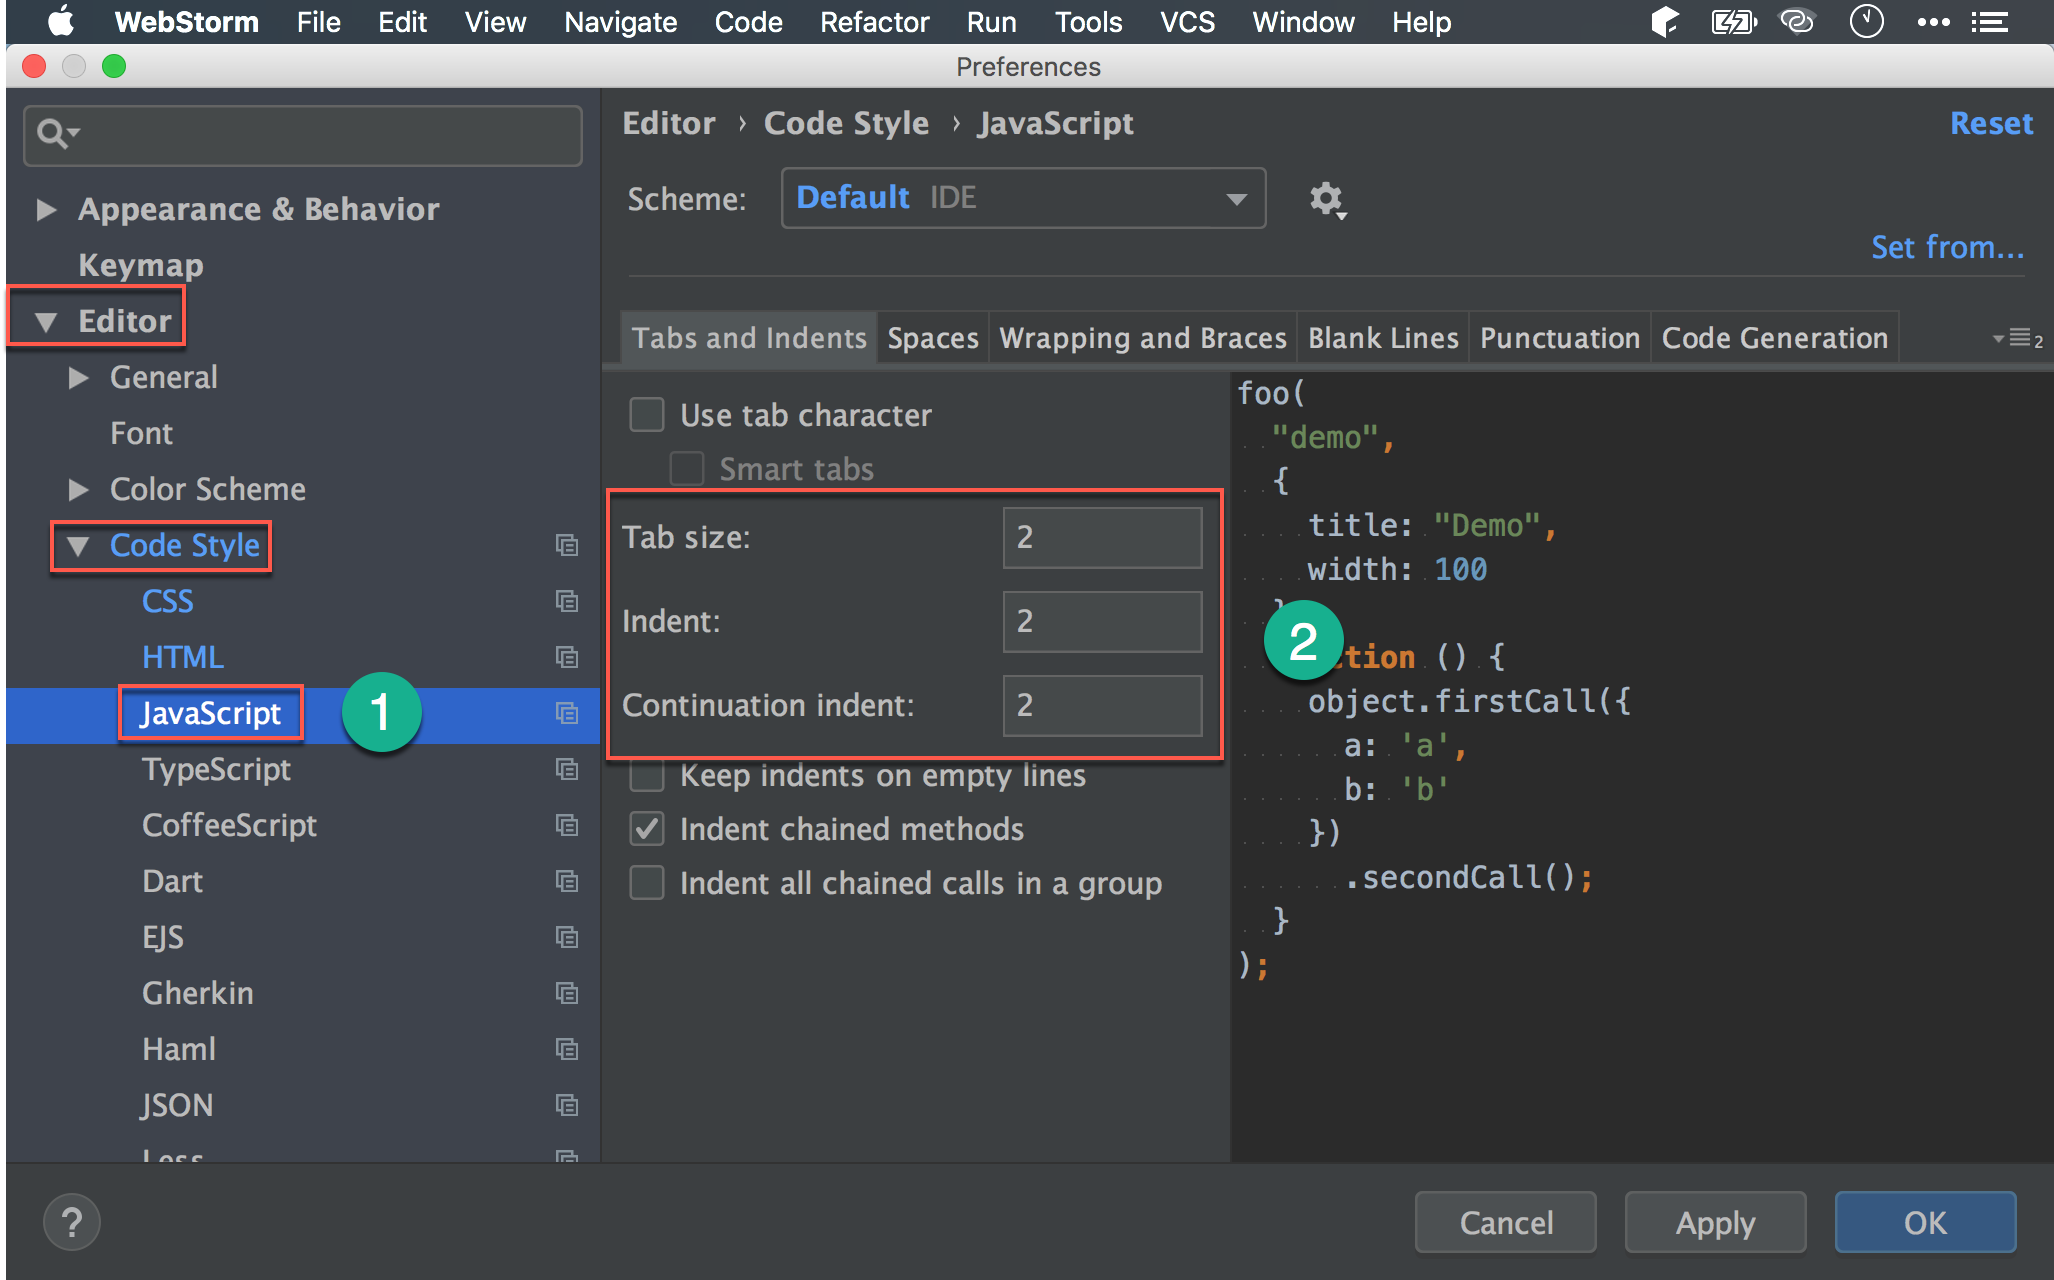 WebStorm File Edit View Navigate Code Refactor Run Tools VCS Window Help
Preferences
Appearance & Behavior
Keymap
Editor
General
Font
Color Scheme
Code Style
CSS
HTML
JavaScript
1
TypeScript
CoffeeScript
Dart
EJS
Gherkin
Haml
JSON
Less
Editor › Code Style › JavaScript
Reset
Scheme: Default IDE
Set from...
Tabs and Indents Spaces Wrapping and Braces Blank Lines Punctuation Code Generation 2
Use tab character
Smart tabs
Tab size: 2
Indent: 2
Continuation indent: 2
Keep indents on empty lines
Indent chained methods
Indent all chained calls in a group
2
foo(
"demo",
{
title: "Demo",
width: 100
}
ction () {
object.firstCall({
a: 'a',
b: 'b'
})
.secondCall();
}
);
?
Cancel Apply OK